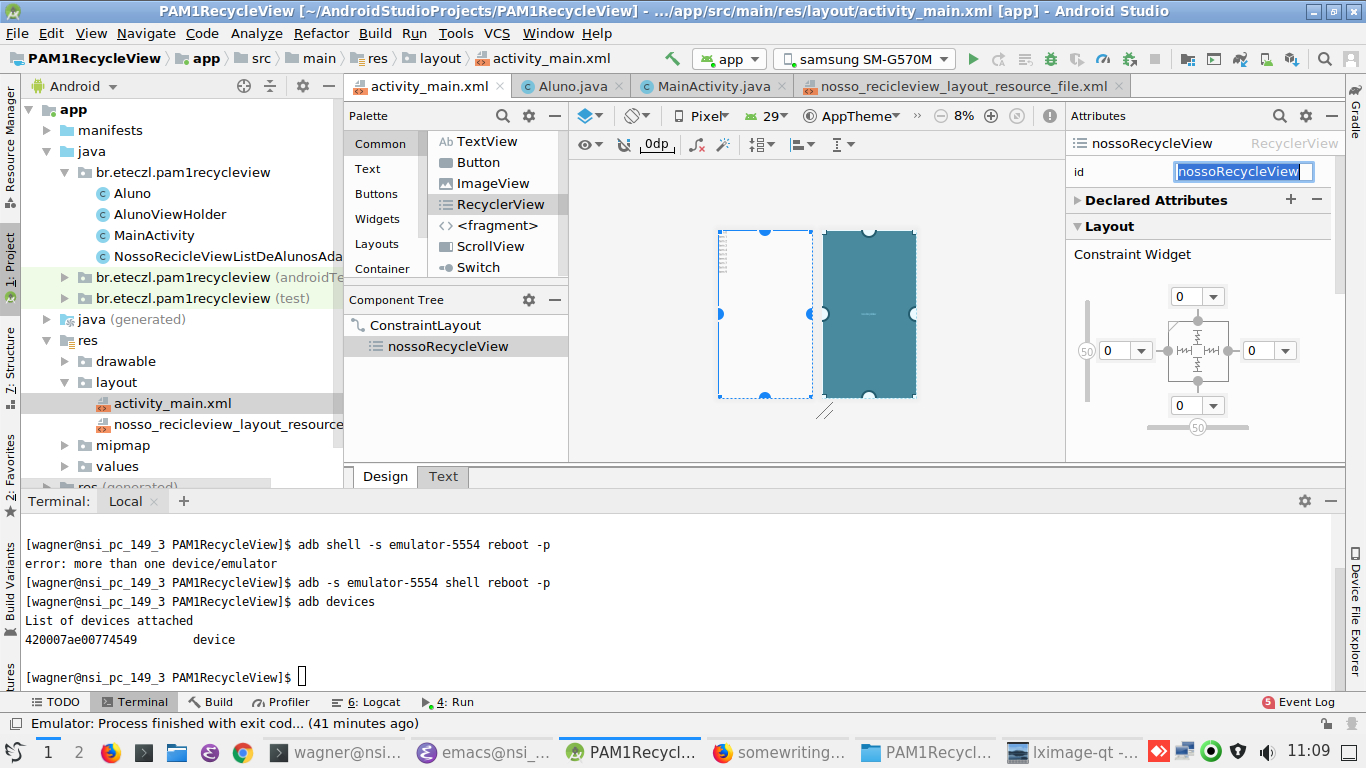 PAM1RecycleView [~/AndroidStudioProjects/PAM1RecycleView] - .../app/src/main/res/layout/activity_main.xml [app] - Android Studio
File Edit View Navigate Code Analyze Refactor Build Run Tools VCS Window Help
PAM1RecycleView app src main res layout activity_main.xml app samsung SM-G570M
Android
activity_main.xml Aluno.java MainActivity.java nosso_recicleview_layout_resource_file.xml
Resource Manager
1: Project
7: Structure
2: Favorites
Build Variants
tures
app
manifests
java
br.eteczl.pam1recycleview
Aluno
AlunoViewHolder
MainActivity
NossoRecicleViewListDeAlunosAda
br.eteczl.pam1recycleview (androidTe
br.eteczl.pam1recycleview (test)
java (generated)
res
drawable
layout
activity_main.xml
nosso_recicleview_layout_resource
mipmap
values
res (generated)
Palette
Common
Text
Buttons
Widgets
Layouts
Container
Ab TextView
Button
ImageView
RecyclerView
<fragment>
ScrollView
Switch
Component Tree
ConstraintLayout
nossoRecycleView
Pixel 29 AppTheme 8%
0dp
Design Text
Attributes
nossoRecycleView RecyclerView
id nossoRecycleView
Declared Attributes
Layout
Constraint Widget
0
50 0 0
0
50
Gradle
Device File Explorer
Terminal: Local
[wagner@nsi_pc_149_3 PAM1RecycleView]$ adb shell -s emulator-5554 reboot -p
error: more than one device/emulator
[wagner@nsi_pc_149_3 PAM1RecycleView]$ adb -s emulator-5554 shell reboot -p
[wagner@nsi_pc_149_3 PAM1RecycleView]$ adb devices
List of devices attached
420007ae00774549 device
[wagner@nsi_pc_149_3 PAM1RecycleView]$
TODO Terminal Build Profiler 6: Logcat 4: Run 5 Event Log
Emulator: Process finished with exit cod... (41 minutes ago)
1 2 wagner@nsi... emacs@nsi_... PAM1Recycl... somewriting... PAM1Recycl... lximage-qt -... 11:09